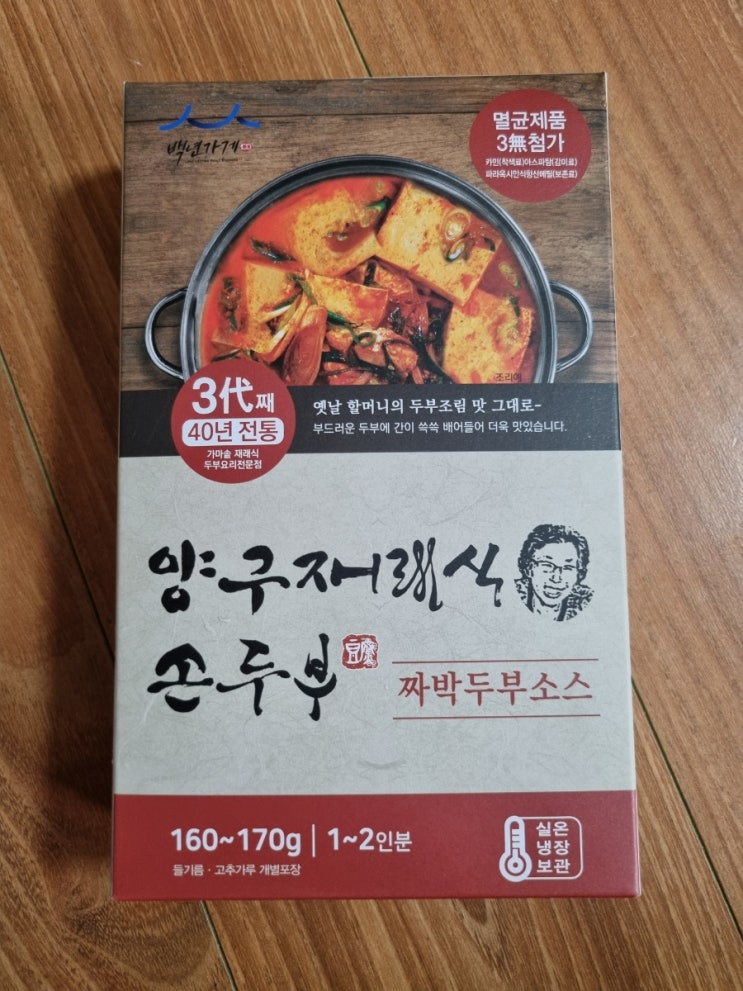 백년가게
멸균제품
3無첨가
카민(착색료)아스파탐(감미료)
파라옥시안식향산메틸(보존료)
조리예
3代째
40년 전통
가마솥 재래식
두부요리전문점
옛날 할머니의 두부조림 맛 그대로~
부드러운 두부에 간이 쏙쏙 배어들어 더욱 맛있습니다.
양구재래식
손두부
짜박두부소스
160~170g | 1~2인분
들기름 · 고추가루 개별포장
실온
냉장
보관